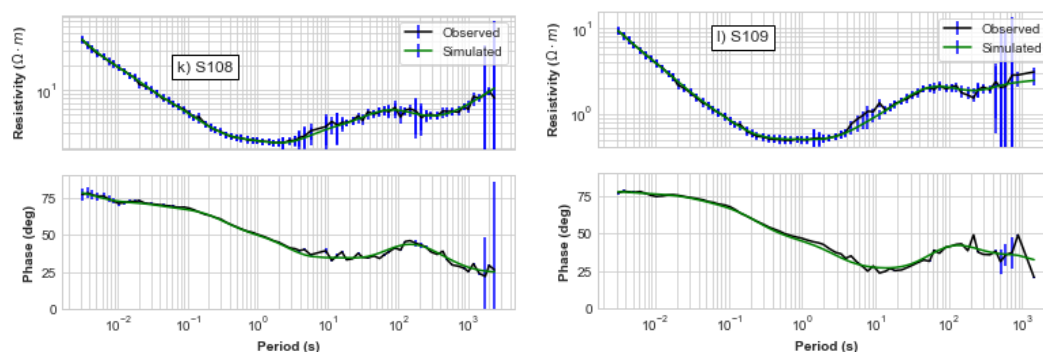 Resistivity (Ω · m)
10¹
k) S108
Observed
Simulated
Phase (deg)
75
50
25
0
10⁻² 10⁻¹ 10⁰ 10¹ 10² 10³
Period (s)
Resistivity (Ω · m)
10¹
10⁰
l) S109
Observed
Simulated
Phase (deg)
75
50
25
0
10⁻² 10⁻¹ 10⁰ 10¹ 10² 10³
Period (s)